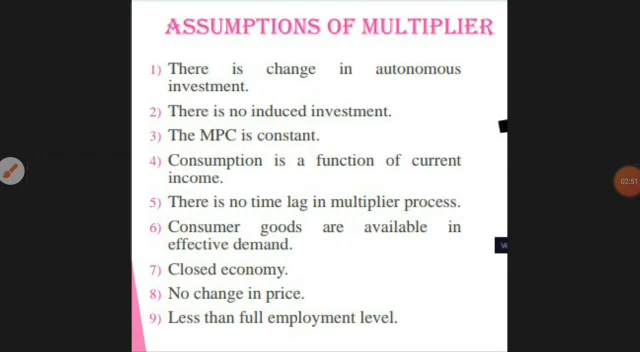 ASSUMPTIONS OF MULTIPLIER
1) There is change in autonomous
investment.
2) There is no induced investment.
3) The MPC is constant.
4) Consumption is a function of current
income.
5) There is no time lag in multiplier process.
6) Consumer goods are available in
effective demand.
7) Closed economy.
8) No change in price.
9) Less than full employment level.
02:51